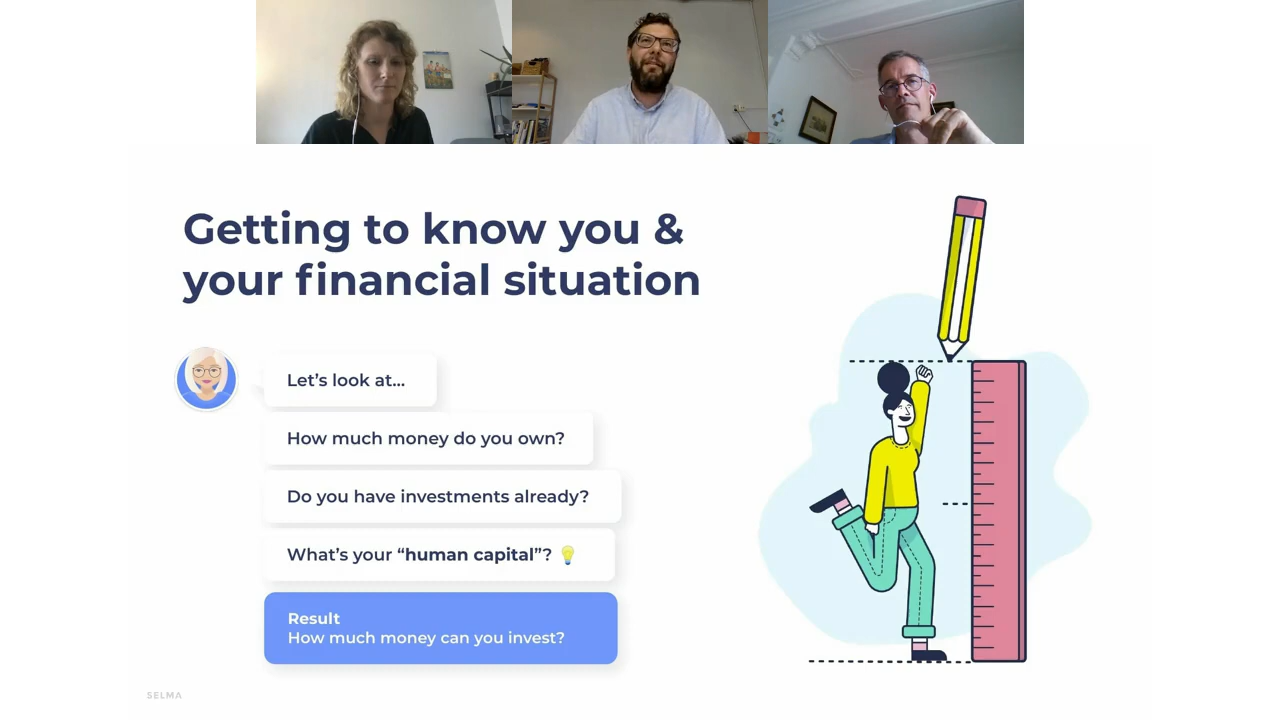 Getting to know you &
your financial situation
Let’s look at...
How much money do you own?
Do you have investments already?
What’s your “human capital”? 💡
Result
How much money can you invest?
SELMA